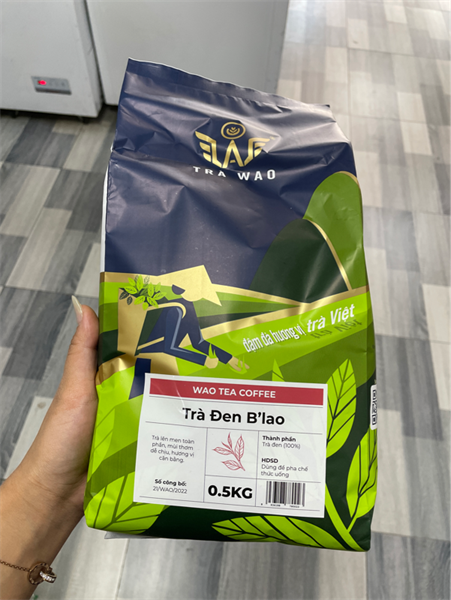 TRÀ WAO
đậm đà hương vị trà Việt
WAO TEA COFFEE
Trà Đen B'lao
Trà lên men toàn
phần, mùi thơm
dễ chịu, hương vị
cân bằng.
Số công bố:
21/WAO/2022
0.5KG
Thành phần
Trà đen (100%)
HDSD
Dùng để pha chế
thức uống